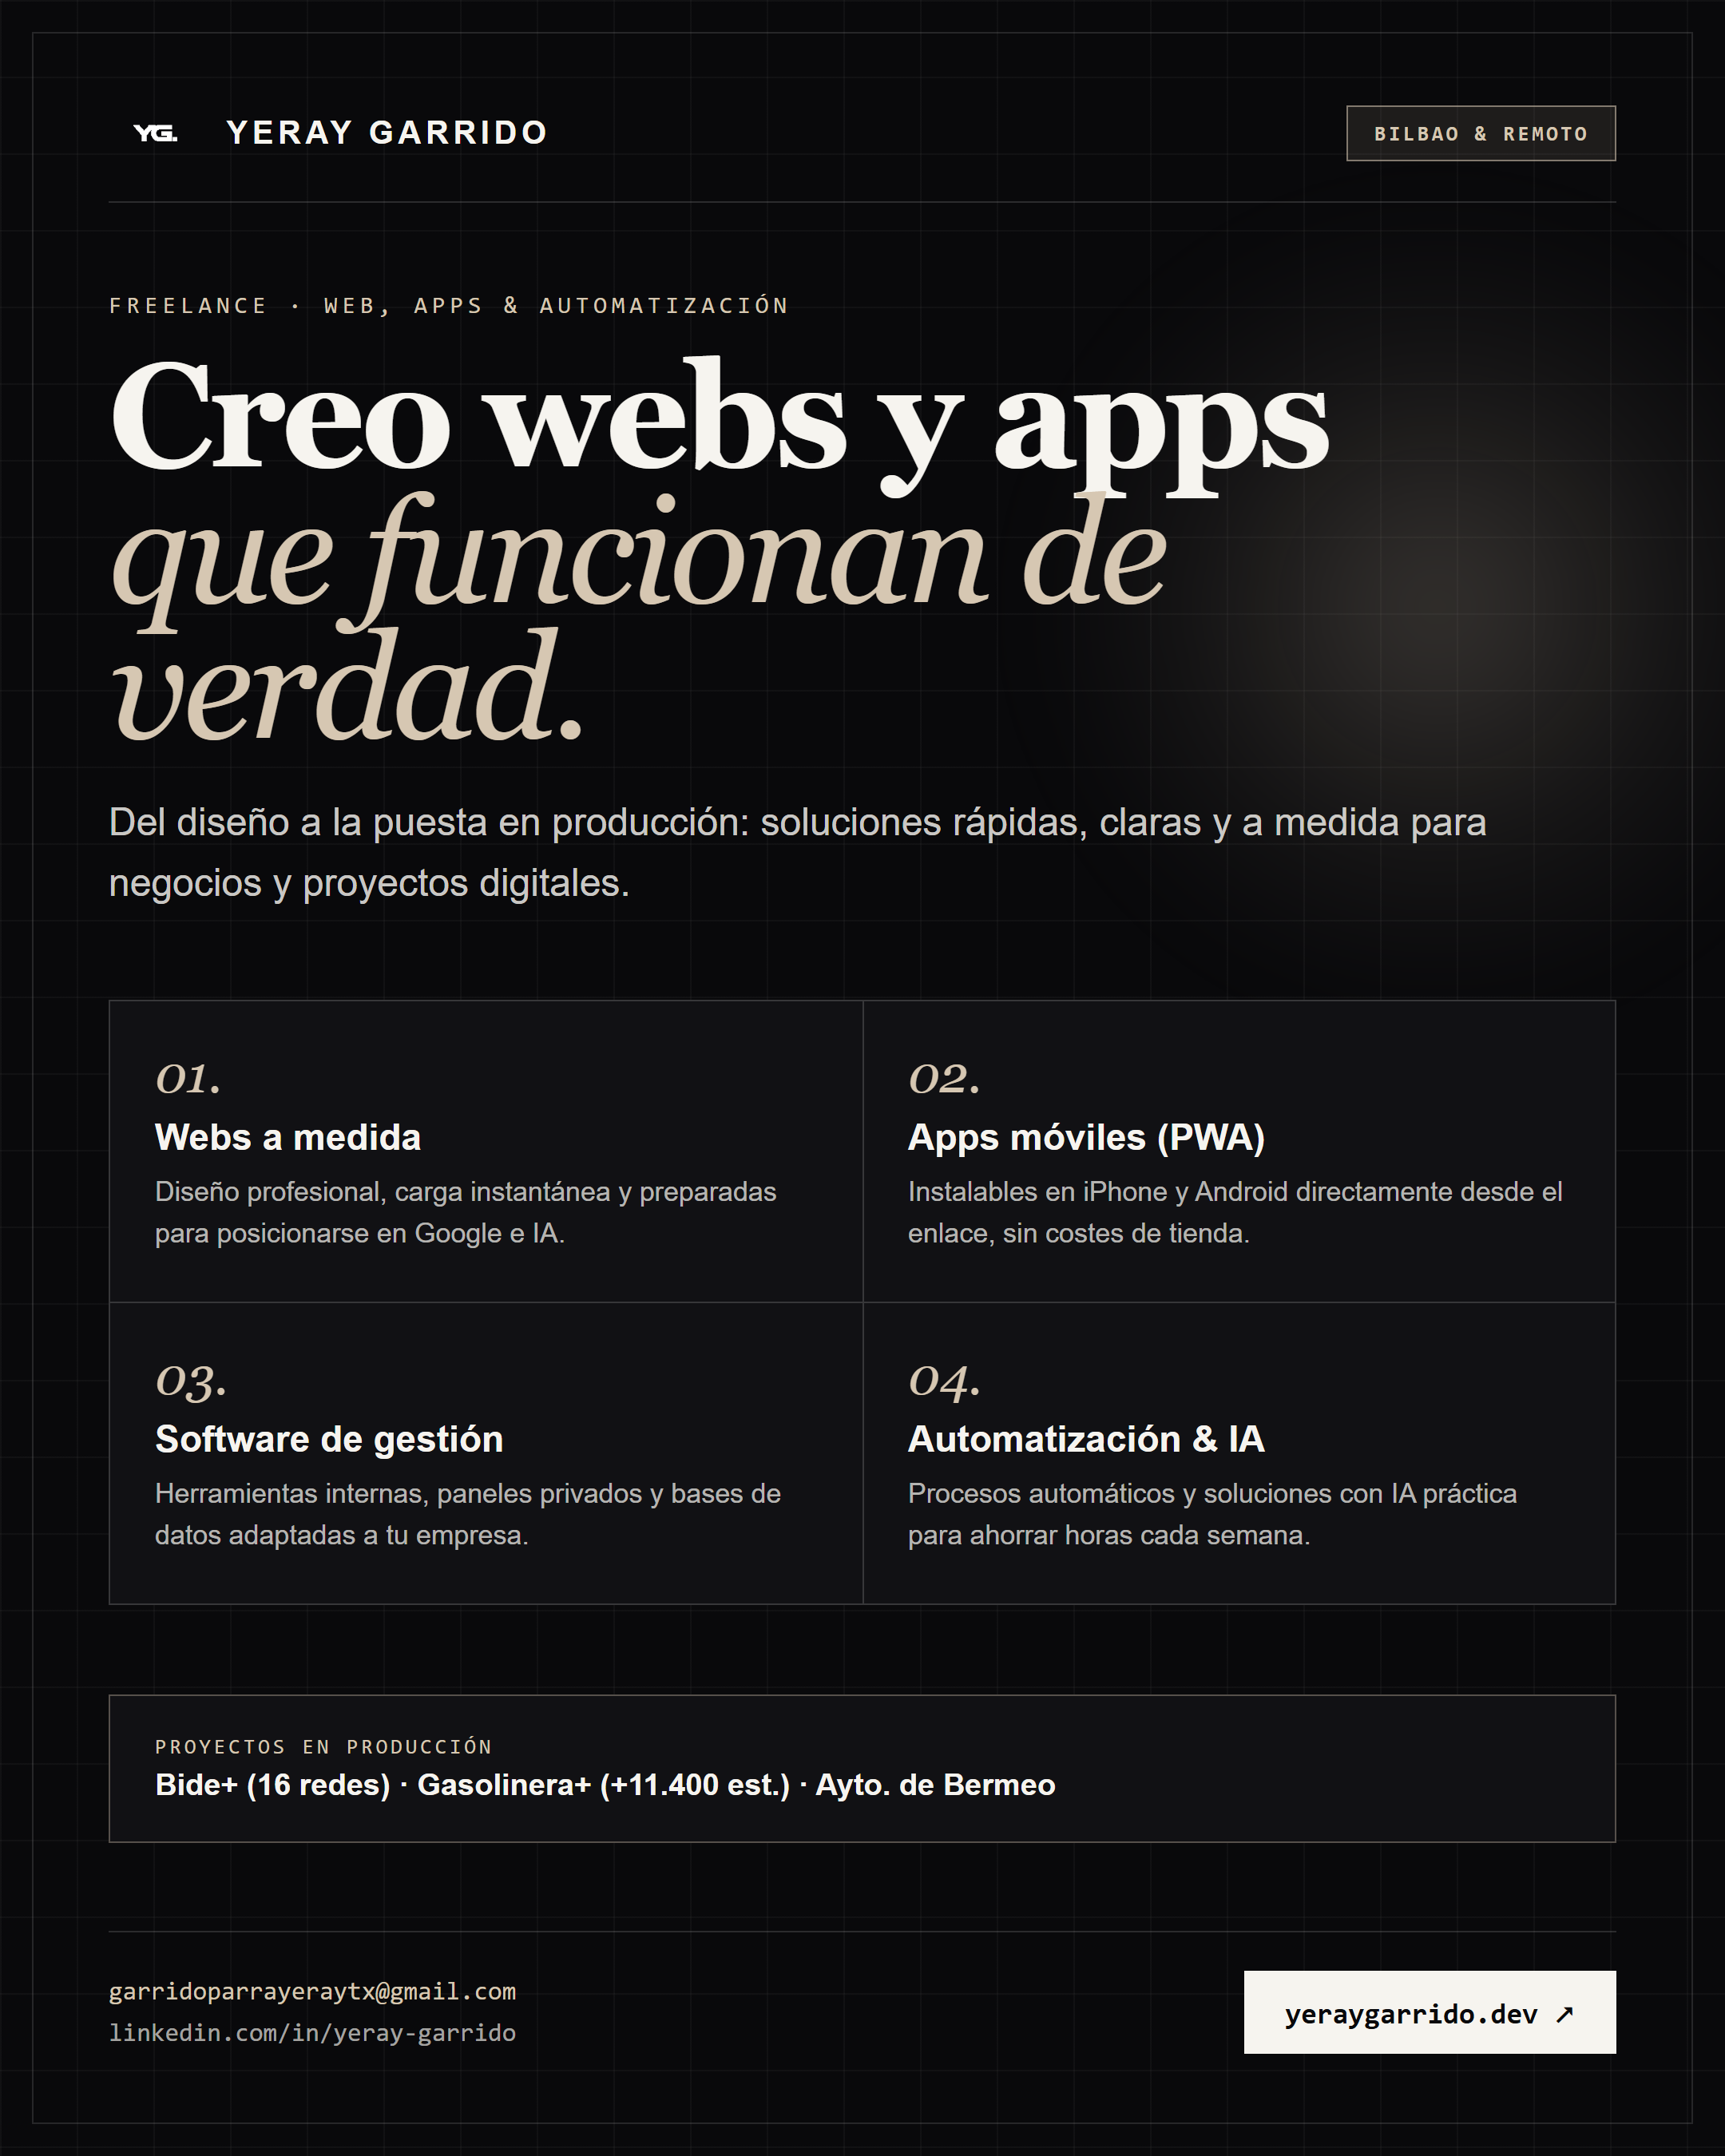 YG.
YERAY GARRIDO
BILBAO & REMOTO
FREELANCE · WEB, APPS & AUTOMATIZACIÓN
Creo webs y apps
que funcionan de
verdad.
Del diseño a la puesta en producción: soluciones rápidas, claras y a medida para
negocios y proyectos digitales.
01.
Webs a medida
Diseño profesional, carga instantánea y preparadas
para posicionarse en Google e IA.
02.
Apps móviles (PWA)
Instalables en iPhone y Android directamente desde el
enlace, sin costes de tienda.
03.
Software de gestión
Herramientas internas, paneles privados y bases de
datos adaptadas a tu empresa.
04.
Automatización & IA
Procesos automáticos y soluciones con IA práctica
para ahorrar horas cada semana.
PROYECTOS EN PRODUCCIÓN
Bide+ (16 redes) · Gasolinera+ (+11.400 est.) · Ayto. de Bermeo
garridoparrayeraytx@gmail.com
linkedin.com/in/yeray-garrido
yeraygarrido.dev ↗